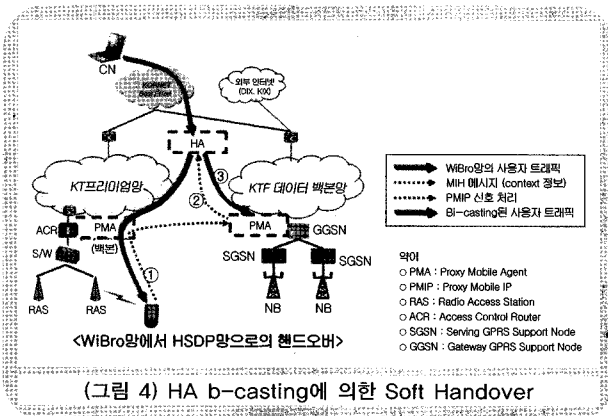 CN
KORNET
외부 인터넷
(DIX, KIX)
HA
③
②
KT프리미엄망
KTF 데이터 백본망
ACR
PMA
(백본)
PMA
GGSN
S/W
①
SGSN
SGSN
RAS
RAS
NB
NB
<WiBro망에서 HSDP망으로의 핸드오버>
WiBro망의 사용자 트래픽
MIH 메시지 (context 정보)
PMIP 신호 처리
Bi-casting된 사용자 트래픽
약어
○ PMA : Proxy Mobile Agent
○ PMIP : Proxy Mobile IP
○ RAS : Radio Access Station
○ ACR : Access Control Router
○ SGSN : Serving GPRS Support Node
○ GGSN : Gateway GPRS Support Node
(그림 4) HA b-casting에 의한 Soft Handover